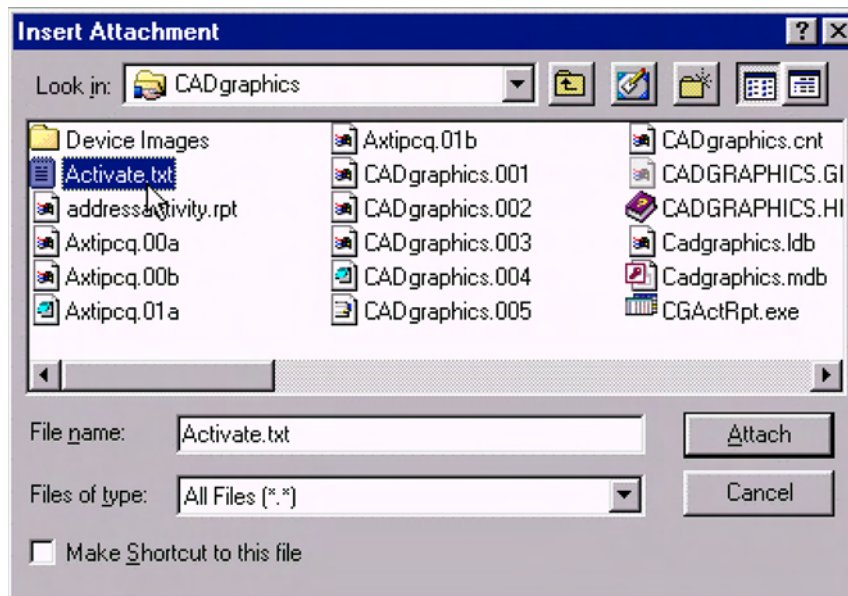 Insert Attachment
Look in: CADgraphics
Device Images
Activate.txt
addressactivity.rpt
Axtipcq.00a
Axtipcq.00b
Axtipcq.01a
Axtipcq.01b
CADgraphics.001
CADgraphics.002
CADgraphics.003
CADgraphics.004
CADgraphics.005
CADgraphics.cnt
CADGRAPHICS.GI
CADGRAPHICS.HI
Cadgraphics.ldb
Cadgraphics.mdb
CGActRpt.exe
File name: Activate.txt
Attach
Files of type: All Files (*.*)
Cancel
Make Shortcut to this file